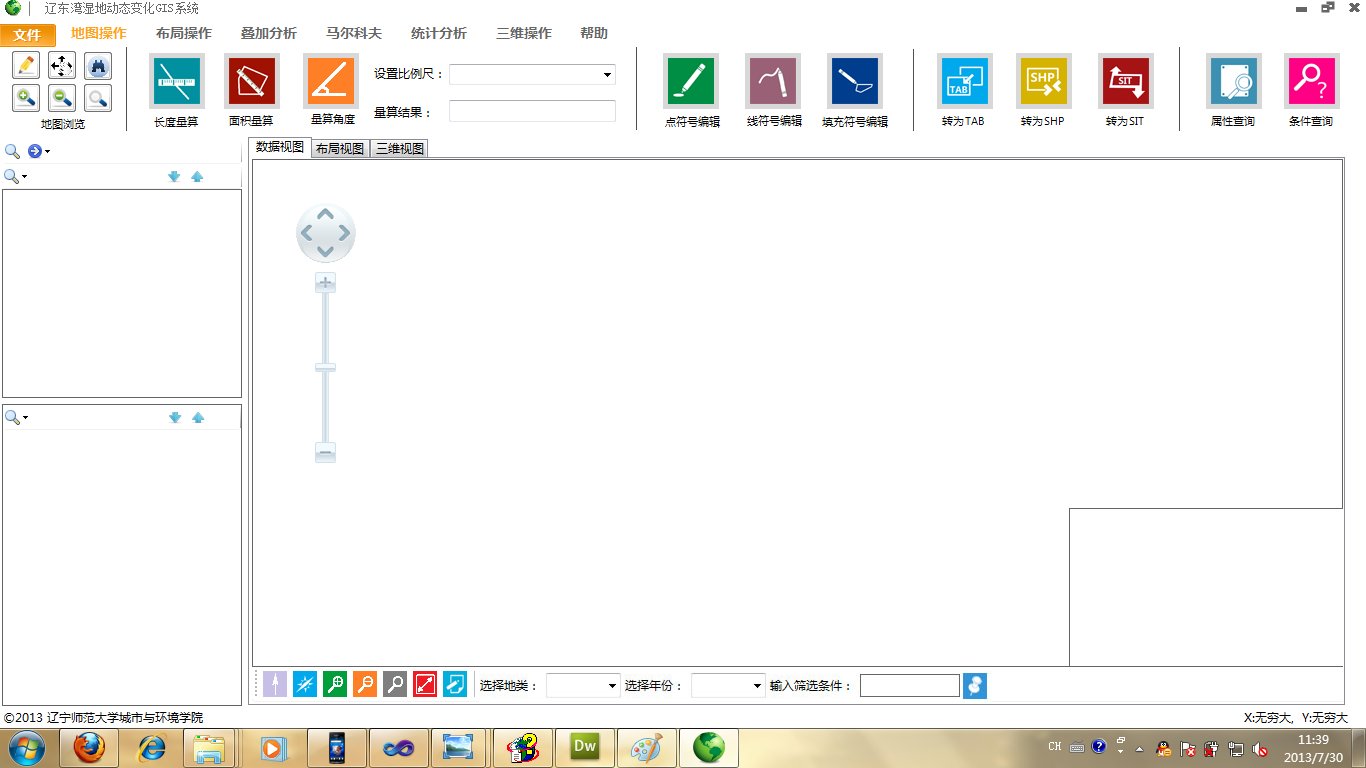 辽东湾湿地动态变化GIS系统
文件 地图操作 布局操作 叠加分析 马尔科夫 统计分析 三维操作 帮助
设置比例尺：
TAB SHP SIT
量算结果：
地图浏览 长度量算 面积量算 量算角度 点符号编辑 线符号编辑 填充符号编辑 转为TAB 转为SHP 转为SIT 属性查询 条件查询
数据视图 布局视图 三维视图
选择地类： 选择年份： 输入筛选条件：
©2013 辽宁师范大学城市与环境学院 X:无穷大, Y:无穷大
Dw CH 11:39
2013/7/30